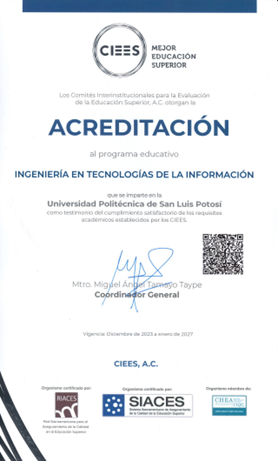 CIEES
MEJOR
EDUCACIÓN
SUPERIOR
Los Comités Interinstitucionales para la Evaluación
de la Educación Superior, A.C. otorgan la
ACREDITACIÓN
al programa educativo
INGENIERÍA EN TECNOLOGÍAS DE LA INFORMACIÓN
que se imparte en la
Universidad Politécnica de San Luis Potosí
como testimonio del cumplimiento satisfactorio de los requisitos
académicos establecidos por los CIEES.
Mtro. Miguel Ángel Tamayo Taype
Coordinador General
Vigencia: Diciembre de 2023 a enero de 2027
CIEES, A.C.
Organismo certificado por:
Organismo certificado por:
Organismo miembro de:
RIACES
SIACES
CHEA
Red Iberoamericana para el
Aseguramiento de la Calidad
en la Educación Superior
Sistema Iberoamericano de Aseguramiento
de la Calidad de la Educación Superior